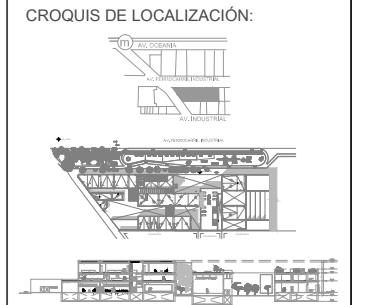 CROQUIS DE LOCALIZACIÓN:
m
AV. OCEANIA
AV. FERROCARRIL INDUSTRIAL
AV. INDUSTRIAL
AV. FERROCARRIL INDUSTRIAL